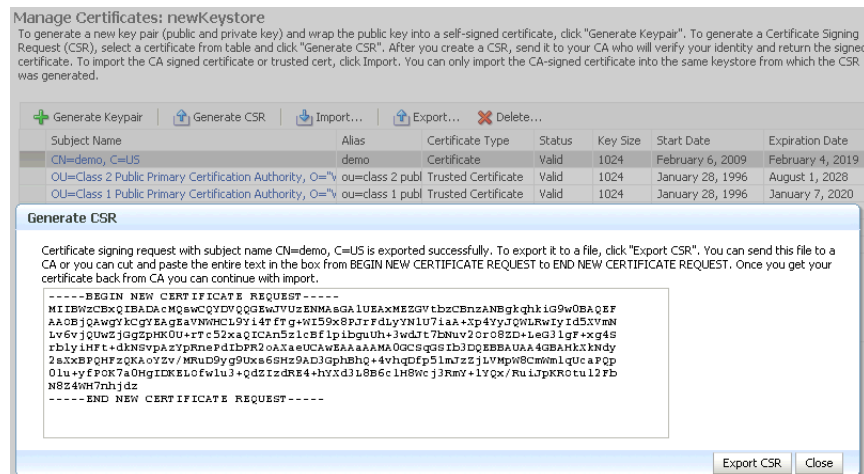 Manage Certificates: newKeystore
To generate a new key pair (public and private key) and wrap the public key into a self-signed certificate, click "Generate Keypair". To generate a Certificate Signing
Request (CSR), select a certificate from table and click "Generate CSR". After you create a CSR, send it to your CA who will verify your identity and return the signed
certificate. To import the CA signed certificate or trusted cert, click Import. You can only import the CA-signed certificate into the same keystore from which the CSR
was generated.
Generate Keypair Generate CSR Import... Export... Delete...
Subject Name Alias Certificate Type Status Key Size Start Date Expiration Date
CN=demo, C=US demo Certificate Valid 1024 February 6, 2009 February 4, 2019
OU=Class 2 Public Primary Certification Authority, O="V ou=class 2 publ Trusted Certificate Valid 1024 January 28, 1996 August 1, 2028
OU=Class 1 Public Primary Certification Authority, O="V ou=class 1 publ Trusted Certificate Valid 1024 January 28, 1996 January 7, 2020
Generate CSR
Certificate signing request with subject name CN=demo, C=US is exported successfully. To export it to a file, click "Export CSR". You can send this file to a
CA or you can cut and paste the entire text in the box from BEGIN NEW CERTIFICATE REQUEST to END NEW CERTIFICATE REQUEST. Once you get your
certificate back from CA you can continue with import.
-----BEGIN NEW CERTIFICATE REQUEST-----
MIIBWzCBxQIBADAcMQswCQYDVQQGEwJVUzENMAsGA1UEAxMEZGVtbzCBnzANBgkqhkiG9w0BAQEF
AAOBjQAwgYkCgYEAgEaVNWHCL9Yi4TfTg+WI59x8PJrFdLyYNlU7iaA+Xp4YyJQWLRwIyId5XVmN
-----END NEW CERTIFICATE REQUEST-----
Export CSR Close